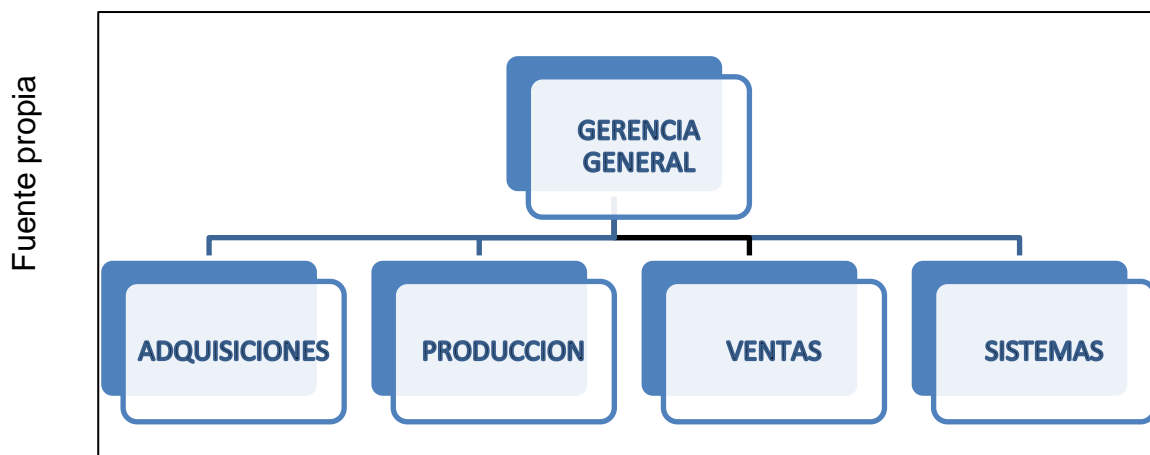 Fuente propia
GERENCIA
GENERAL
ADQUISICIONES
PRODUCCION
VENTAS
SISTEMAS